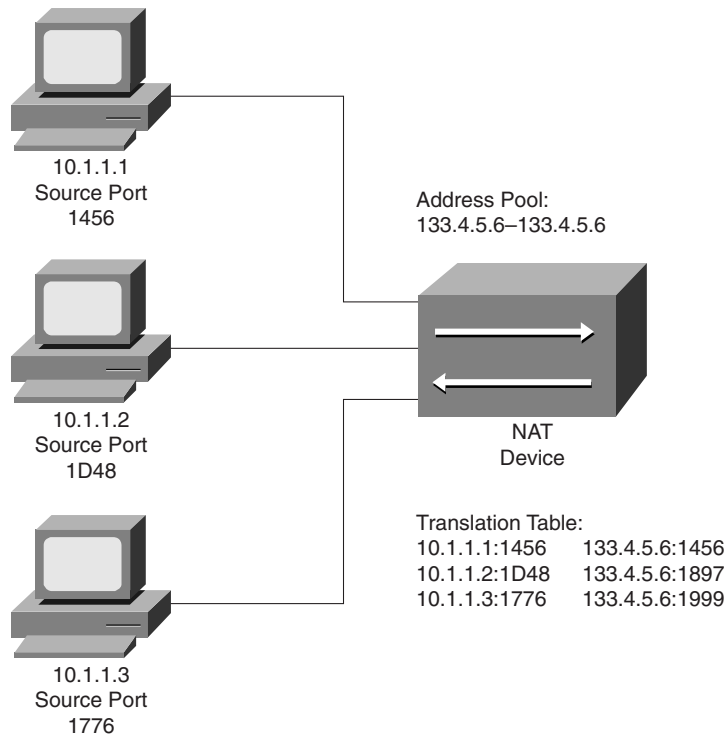 10.1.1.1
Source Port
1456
Address Pool:
133.4.5.6–133.4.5.6
10.1.1.2
Source Port
1D48
NAT
Device
Translation Table:
10.1.1.1:1456 133.4.5.6:1456
10.1.1.2:1D48 133.4.5.6:1897
10.1.1.3:1776 133.4.5.6:1999
10.1.1.3
Source Port
1776